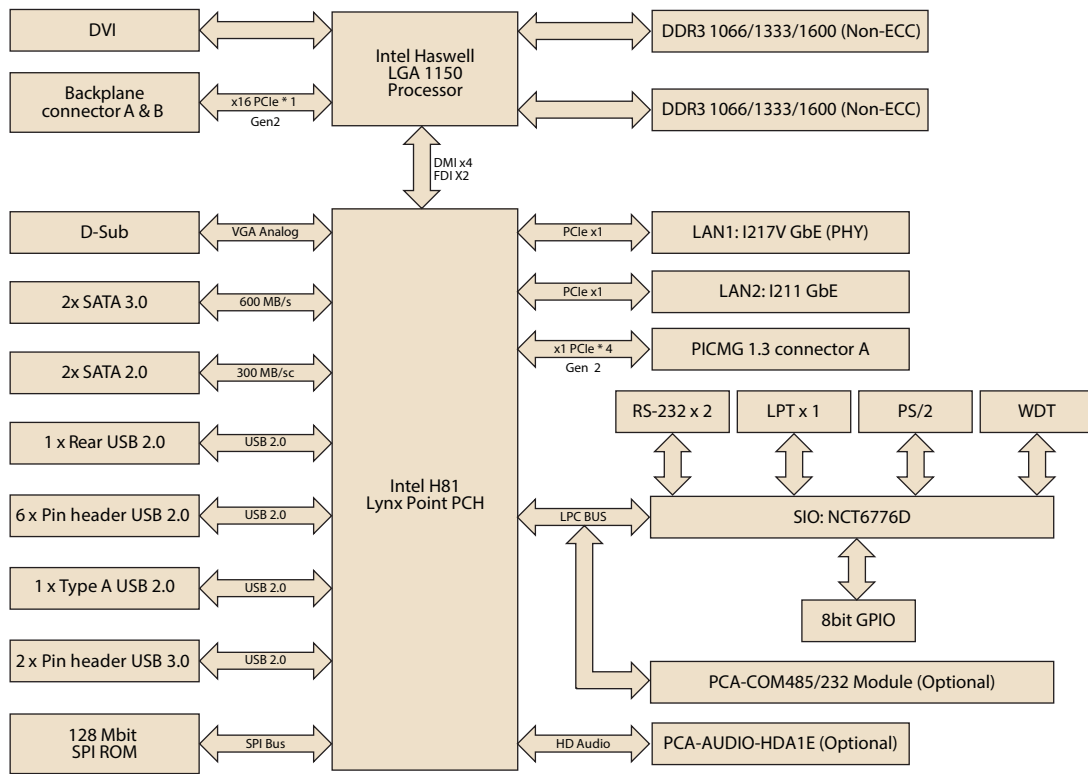 DVI
Intel Haswell
LGA 1150
Processor
DDR3 1066/1333/1600 (Non-ECC)
Backplane
connector A & B
x16 PCIe * 1
Gen2
DDR3 1066/1333/1600 (Non-ECC)
DMI x4
FDI X2
D-Sub
VGA Analog
PCIe x1
LAN1: I217V GbE (PHY)
2x SATA 3.0
600 MB/s
PCIe x1
LAN2: I211 GbE
x1 PCIe * 4
Gen 2
PICMG 1.3 connector A
2x SATA 2.0
300 MB/sc
RS-232 x 2
LPT x 1
PS/2
WDT
1 x Rear USB 2.0
USB 2.0
Intel H81
Lynx Point PCH
6 x Pin header USB 2.0
USB 2.0
LPC BUS
SIO: NCT6776D
1 x Type A USB 2.0
USB 2.0
8bit GPIO
2 x Pin header USB 3.0
USB 2.0
PCA-COM485/232 Module (Optional)
128 Mbit
SPI ROM
SPI Bus
HD Audio
PCA-AUDIO-HDA1E (Optional)